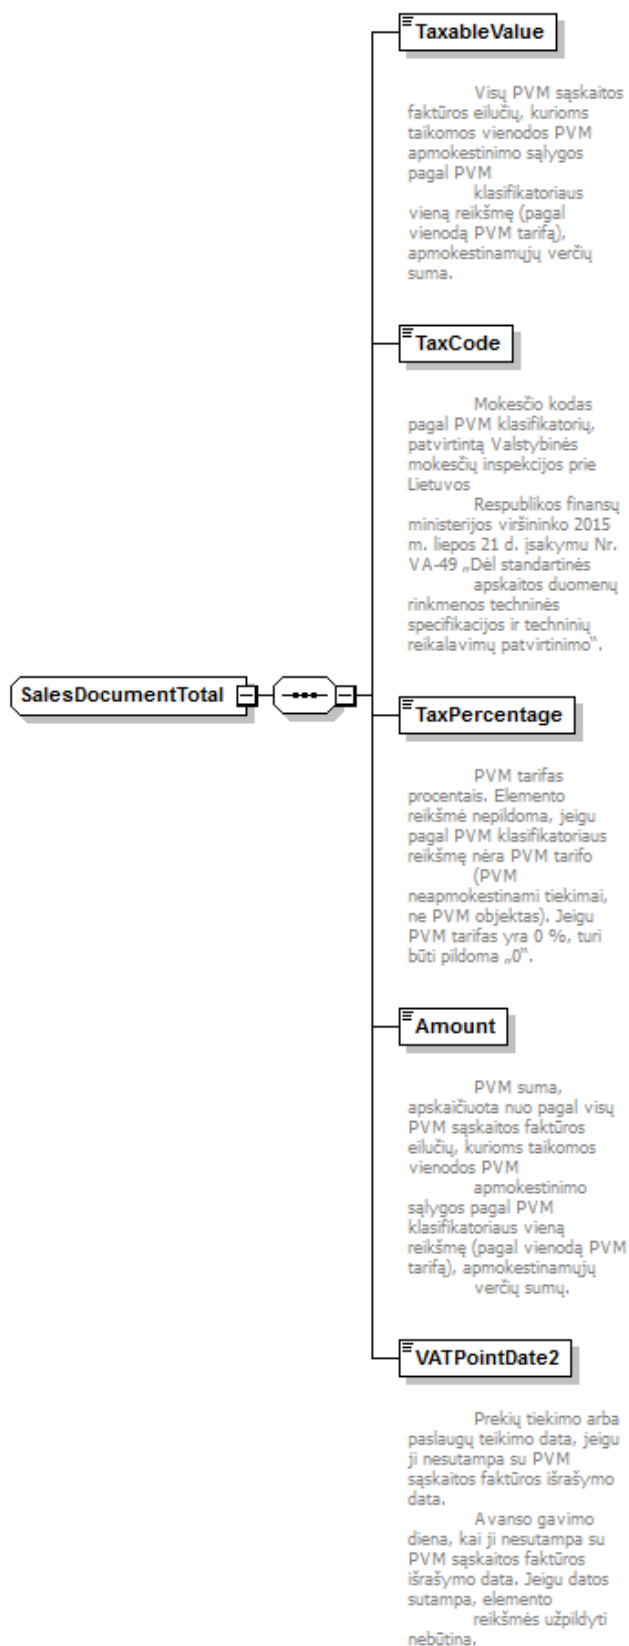 TaxableValue
Visų PVM sąskaitos
faktūros eilučių, kurioms
taikomos vienodos PVM
apmokestinimo sąlygos
pagal PVM
klasifikatoriaus
vieną reikšmę (pagal
vienodą PVM tarifą),
apmokestinamųjų verčių
suma.
TaxCode
Mokesčio kodas
pagal PVM klasifikatorių,
patvirtintą Valstybinės
mokesčių inspekcijos prie
Lietuvos
Respublikos finansų
ministerijos viršininko 2015
m. liepos 21 d. įsakymu Nr.
VA-49 „Dėl standartinės
apskaitos duomenų
rinkmenos techninės
specifikacijos ir techninių
reikalavimų patvirtinimo“.
SalesDocumentTotal
TaxPercentage
PVM tarifas
procentais. Elemento
reikšmė nepildoma, jeigu
pagal PVM klasifikatoriaus
reikšmę nėra PVM tarifo
(PVM
neapmokestinami tiekimai,
ne PVM objektas). Jeigu
PVM tarifas yra 0 %, turi
būti pildoma „0“.
Amount
PVM suma,
apskaičiuota nuo pagal visų
PVM sąskaitos faktūros
eilučių, kurioms taikomos
vienodos PVM
apmokestinimo
sąlygos pagal PVM
klasifikatoriaus vieną
reikšmę (pagal vienodą PVM
tarifą), apmokestinamųjų
verčių sumų.
VATPointDate2
Prekių tiekimo arba
paslaugų teikimo data, jeigu
ji nesutampa su PVM
sąskaitos faktūros išrašymo
data.
Avanso gavimo
diena, kai ji nesutampa su
PVM sąskaitos faktūros
išrašymo data. Jeigu datos
sutampa, elemento
reikšmės užpildyti
nebūtina.